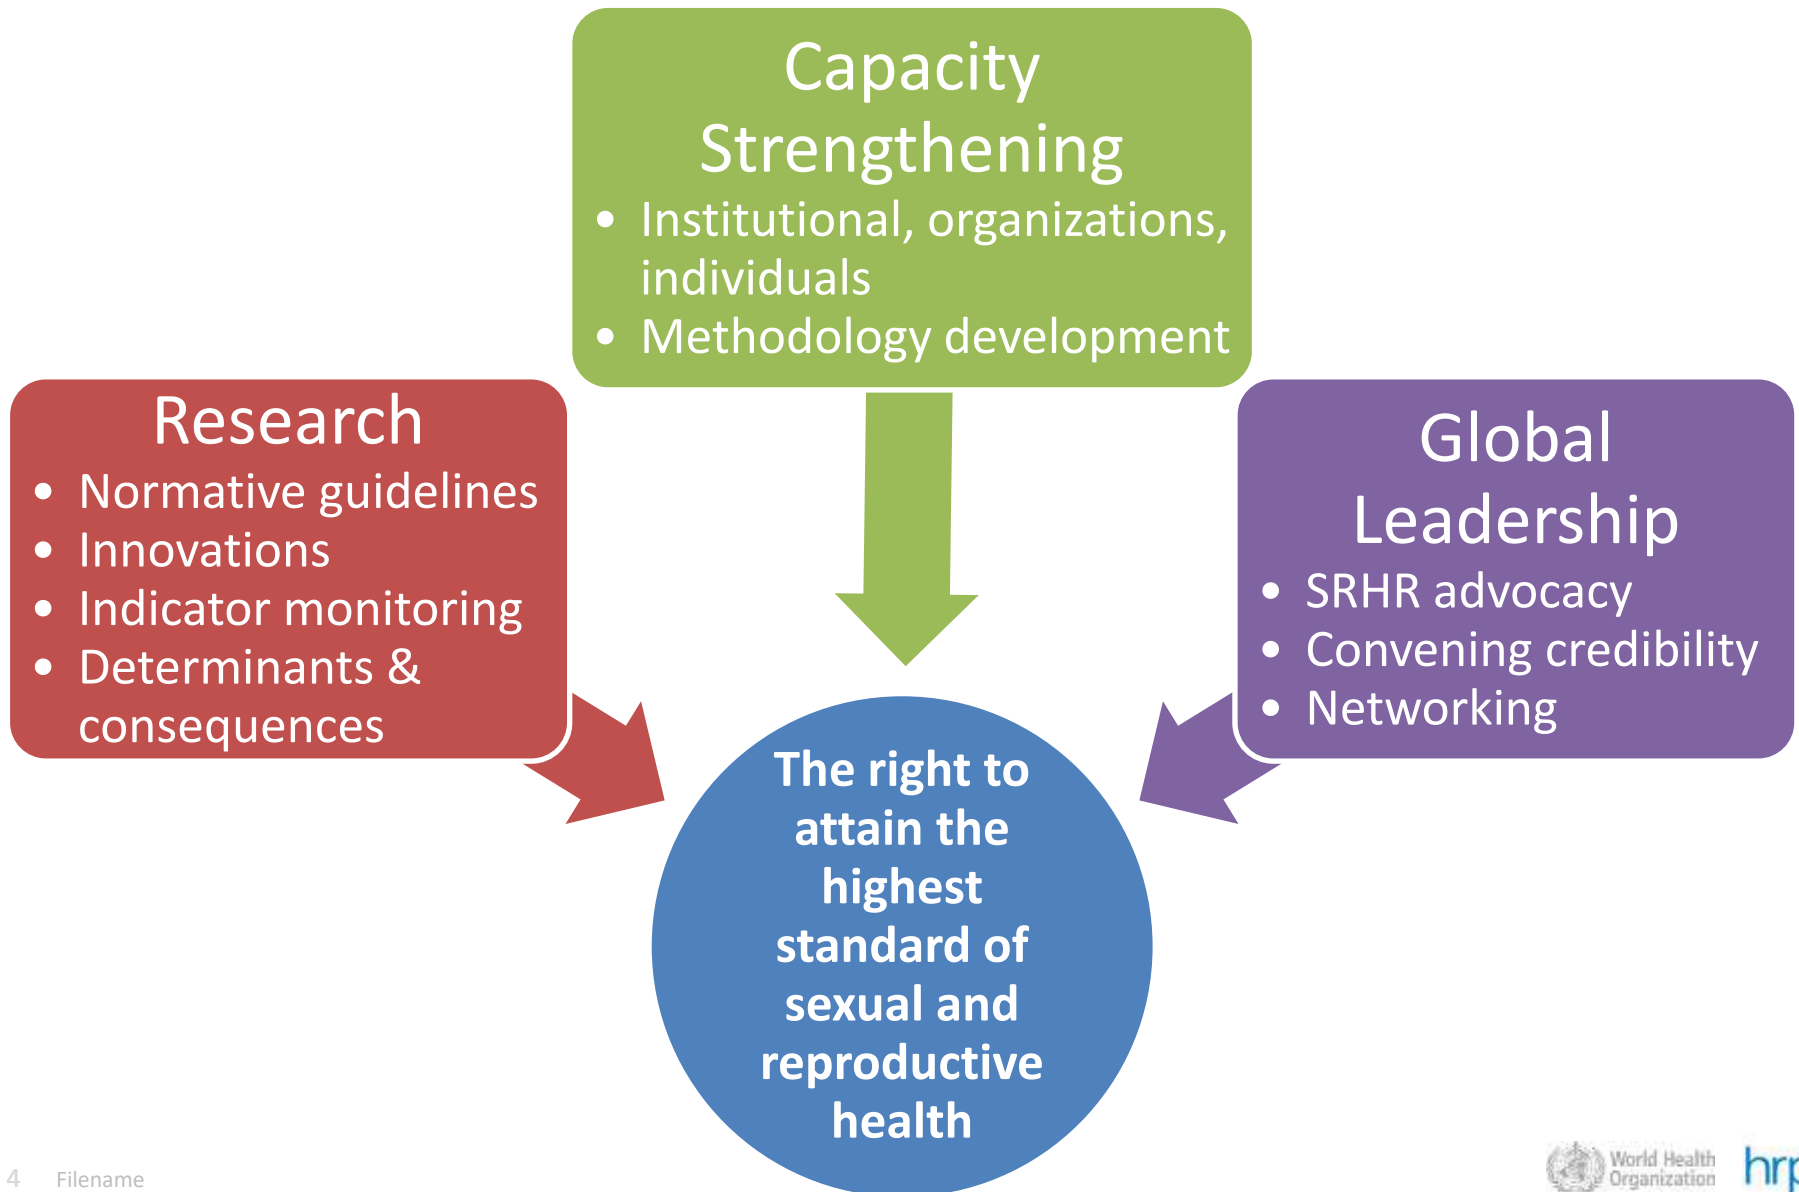 Capacity
Strengthening
• Institutional, organizations,
individuals
• Methodology development
Research
• Normative guidelines
• Innovations
• Indicator monitoring
• Determinants &
consequences
Global
Leadership
• SRHR advocacy
• Convening credibility
• Networking
The right to
attain the
highest
standard of
sexual and
reproductive
health
4 Filename
World Health
Organization
hrp